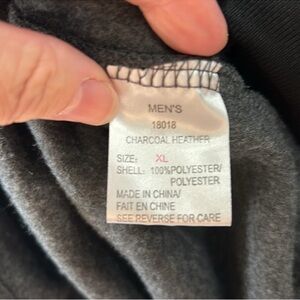 MEN'S
18018
CHARCOAL HEATHER
SIZE: XL
SHELL: 100%POLYESTER/
POLYESTER
MADE IN CHINA/
FAIT EN CHINE
SEE REVERSE FOR CARE